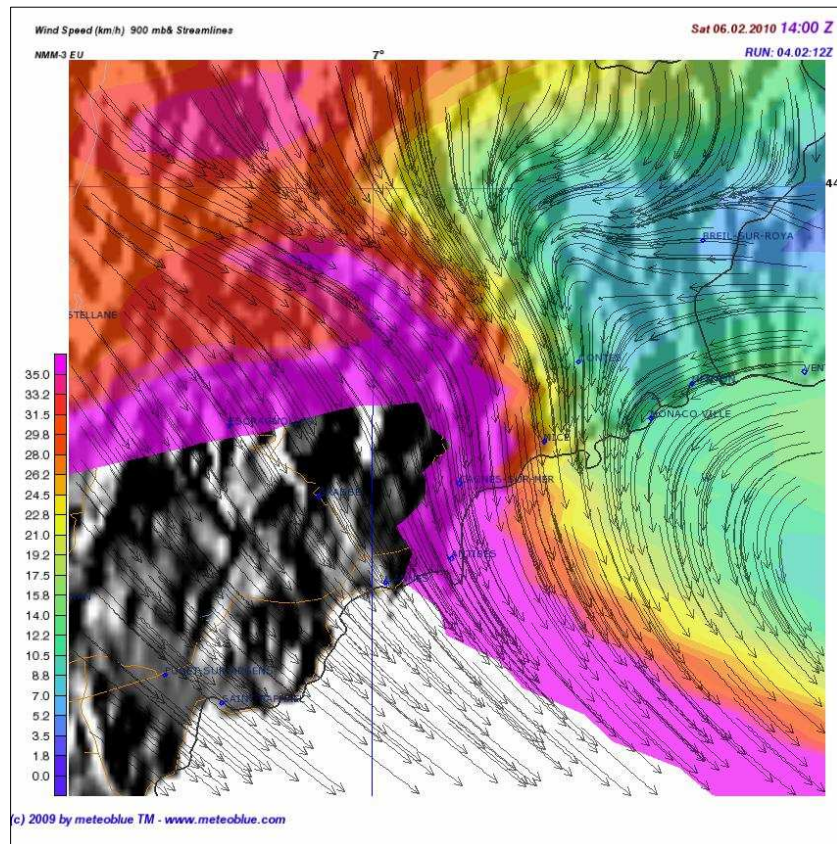 Wind Speed (km/h)  900 mb& Streamlines
Sat 06.02.2010 14:00 Z
NMM-3 EU
7°
RUN: 04.02:12Z
44
BREIL-SUR-ROYA
STELLANE
VENT
MONACO-VILLE
35.0
33.2
31.5
29.8
28.0
26.2
24.5
22.8
21.0
19.2
17.5
15.8
14.0
12.2
10.5
8.8
7.0
5.2
3.5
1.8
0.0
NICE
CAGNES-SUR-MER
ANTIBES
(c) 2009 by meteoblue TM - www.meteoblue.com